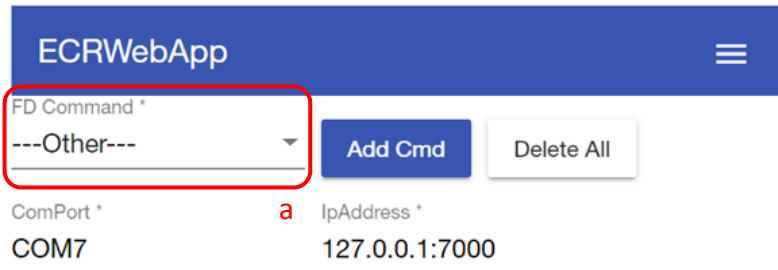 ECRWebApp
FD Command *
---Other---
Add Cmd
Delete All
ComPort *
a
IpAddress *
COM7
127.0.0.1:7000